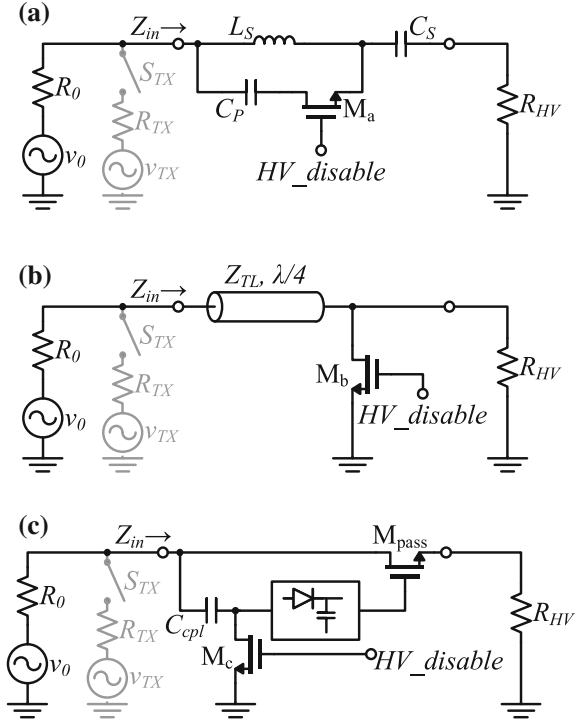 (a)
Z_in→
L_S
C_S
R_0
S_TX
C_P
M_a
R_TX
R_HV
v_0
v_TX
HV_disable
(b)
Z_in→
Z_TL, λ/4
S_TX
R_0
M_b
R_TX
R_HV
v_0
v_TX
HV_disable
(c)
Z_in→
M_pass
S_TX
R_0
C_cpl
R_TX
R_HV
v_0
v_TX
M_c
HV_disable